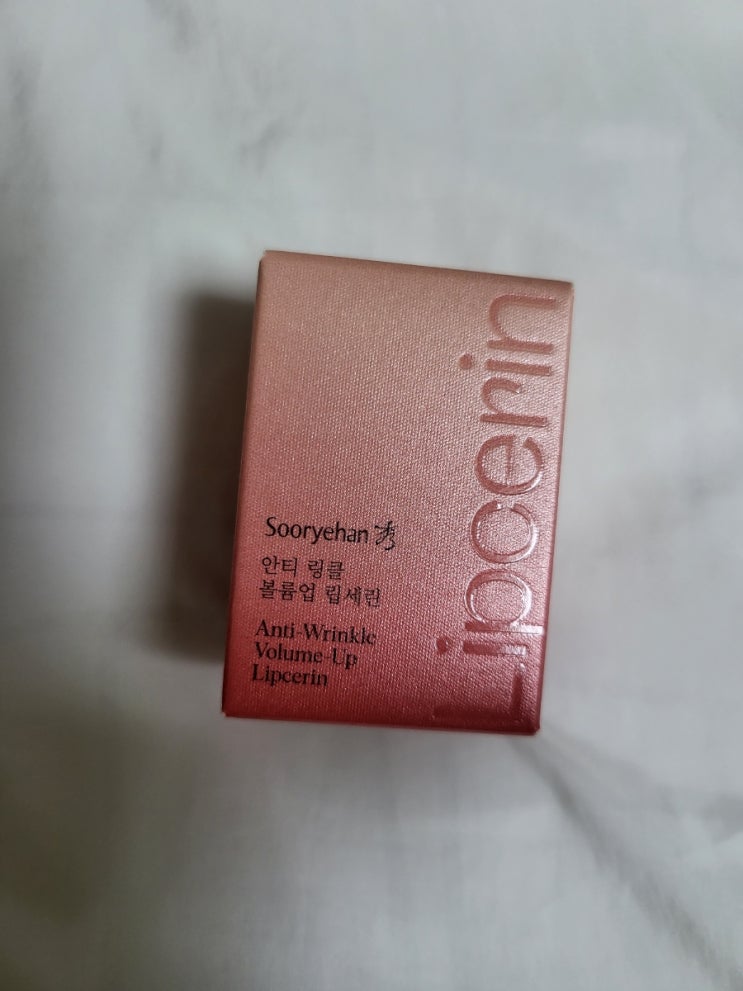 Sooryehan 秀
안티 링클
볼륨업 립세린
Anti-Wrinkle
Volume-Up
Lipcerin
Lipcerin